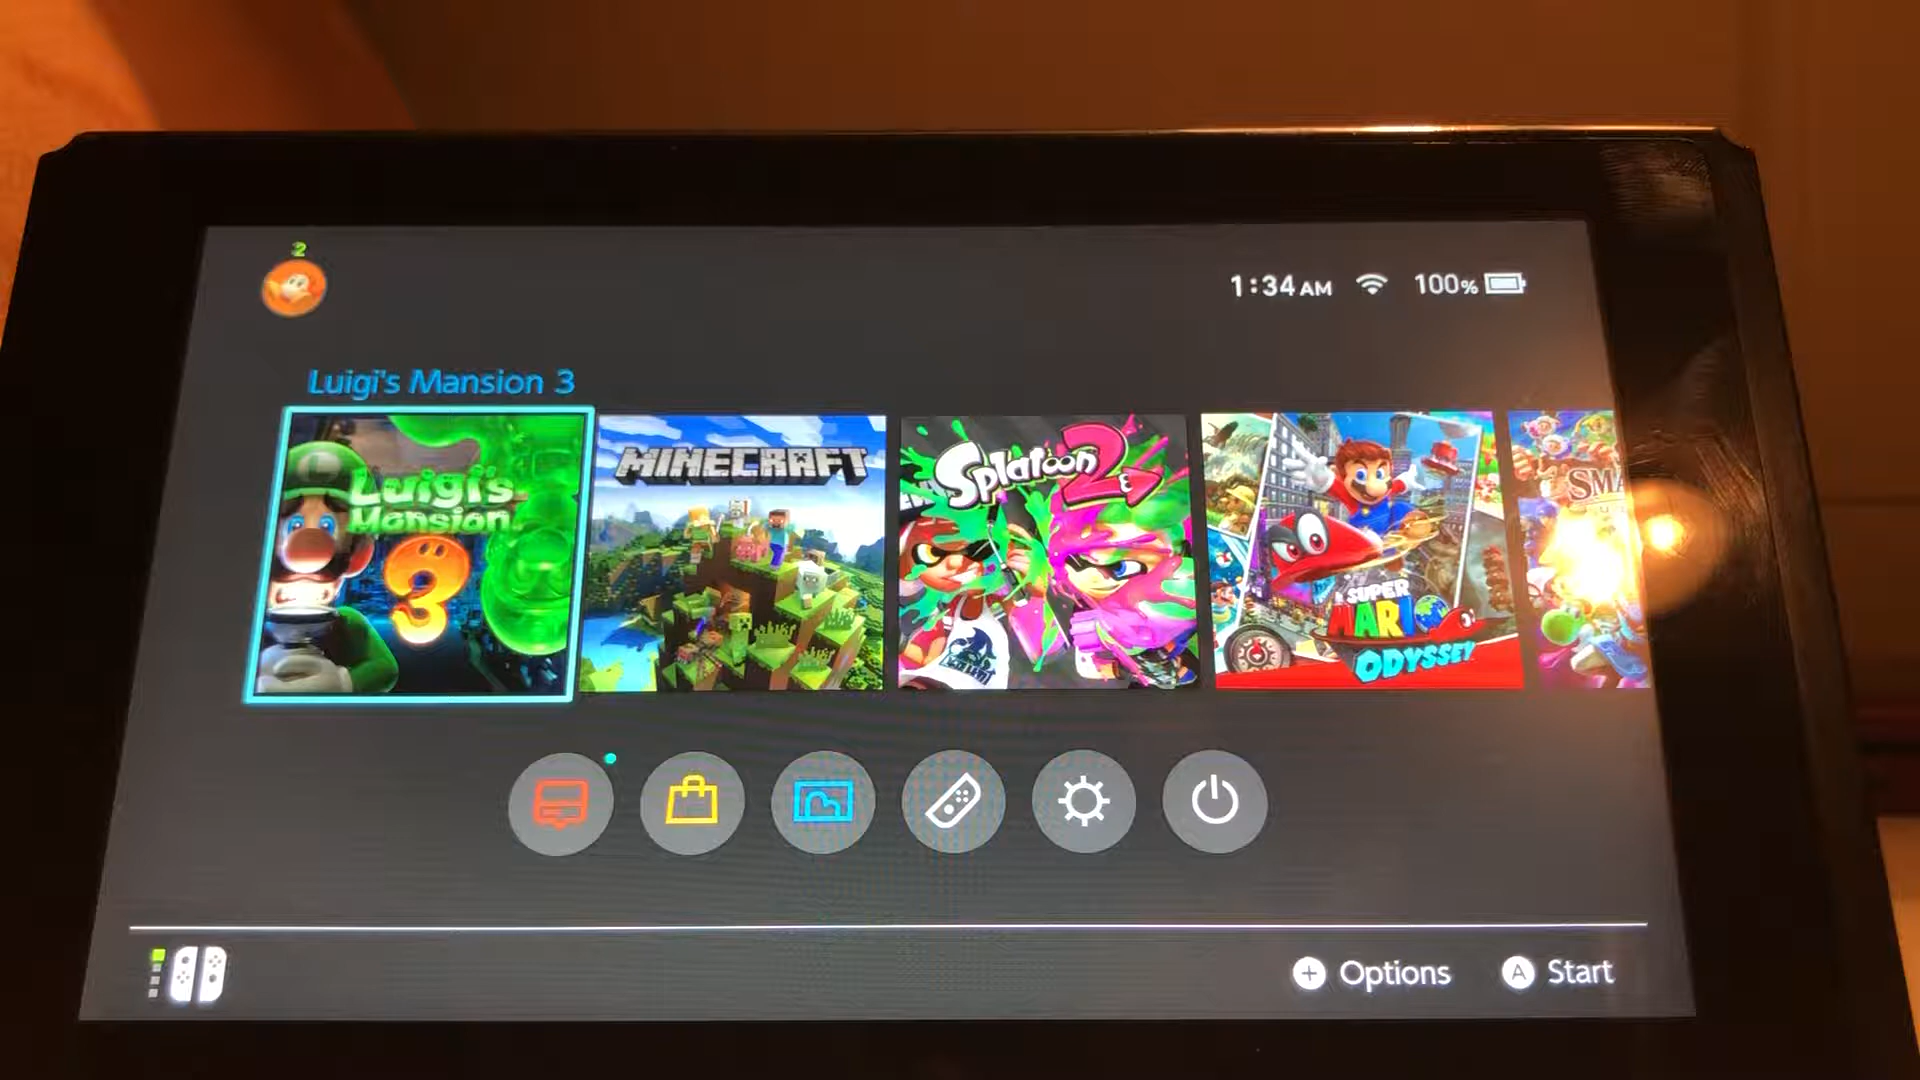 2
1:34 AM 100%
Luigi's Mansion 3
Luigi's
Mansion
3
MINECRAFT
Splatoon 2
SUPER
MARIO
ODYSSEY
SMA
Options
A Start